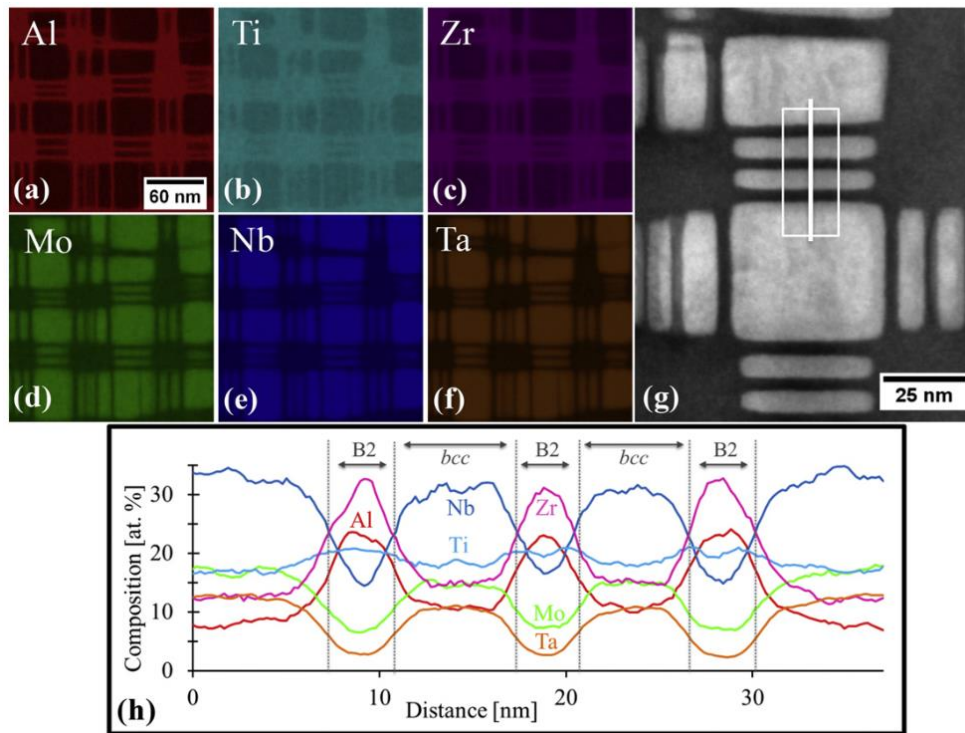 Al
Ti
Zr
(a)
60 nm
(b)
(c)
Mo
Nb
Ta
(d)
(e)
(f)
(g)
25 nm
B2
bcc
B2
bcc
B2
Composition [at. %]
30
20
10
0
Al
Nb
Ti
Zr
Mo
Ta
0
10
20
30
Distance [nm]
(h)